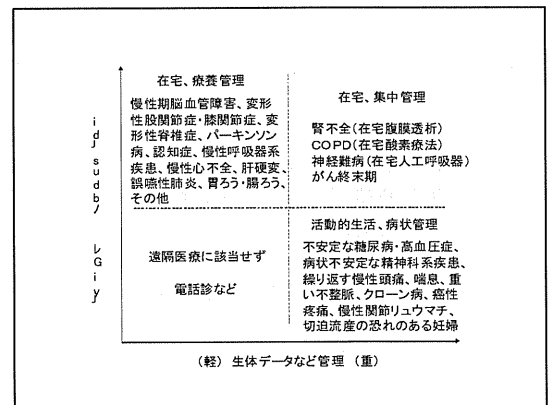 在宅、療養管理
慢性期脳血管障害、変形
性股関節症・膝関節症、変
形性脊椎症、パーキンソン
病、認知症、慢性呼吸器系
疾患、慢性心不全、肝硬変、
誤嚥性肺炎、胃ろう・腸ろう、
その他
在宅、集中管理
腎不全(在宅腹膜透析)
COPD(在宅酸素療法)
神経難病(在宅人工呼吸器)
がん終末期
遠隔医療に該当せず
電話診など
活動的生活、病状管理
不安定な糖尿病・高血圧症、
病状不安定な精神科系疾患、
繰り返す慢性頭痛、喘息、重
い不整脈、クローン病、癌性
疼痛、慢性関節リュウマチ、
切迫流産の恐れのある妊婦
（軽） 生体データなど管理 （重）